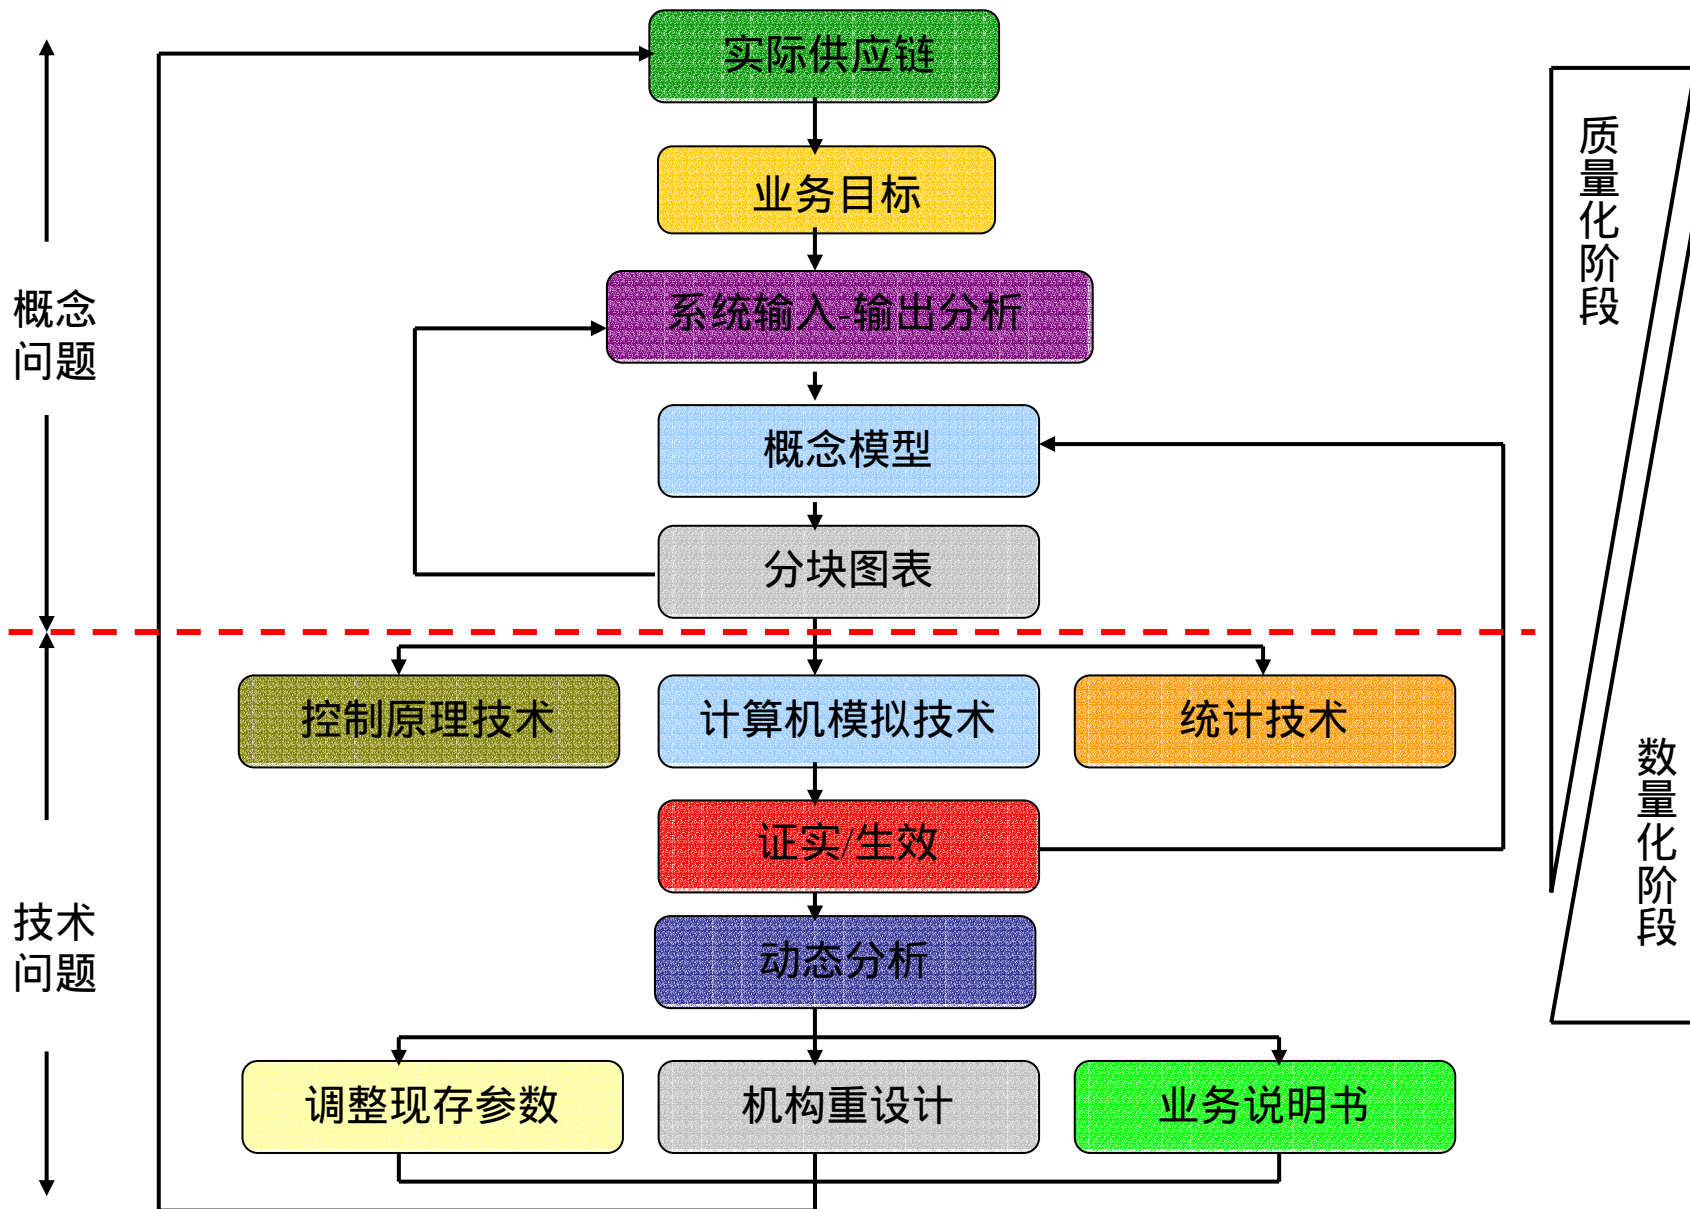 实际供应链
业务目标
系统输入-输出分析
概念模型
分块图表
概念
问题
质量化阶段
控制原理技术
计算机模拟技术
统计技术
证实/生效
动态分析
技术
问题
数量化阶段
调整现存参数
机构重设计
业务说明书